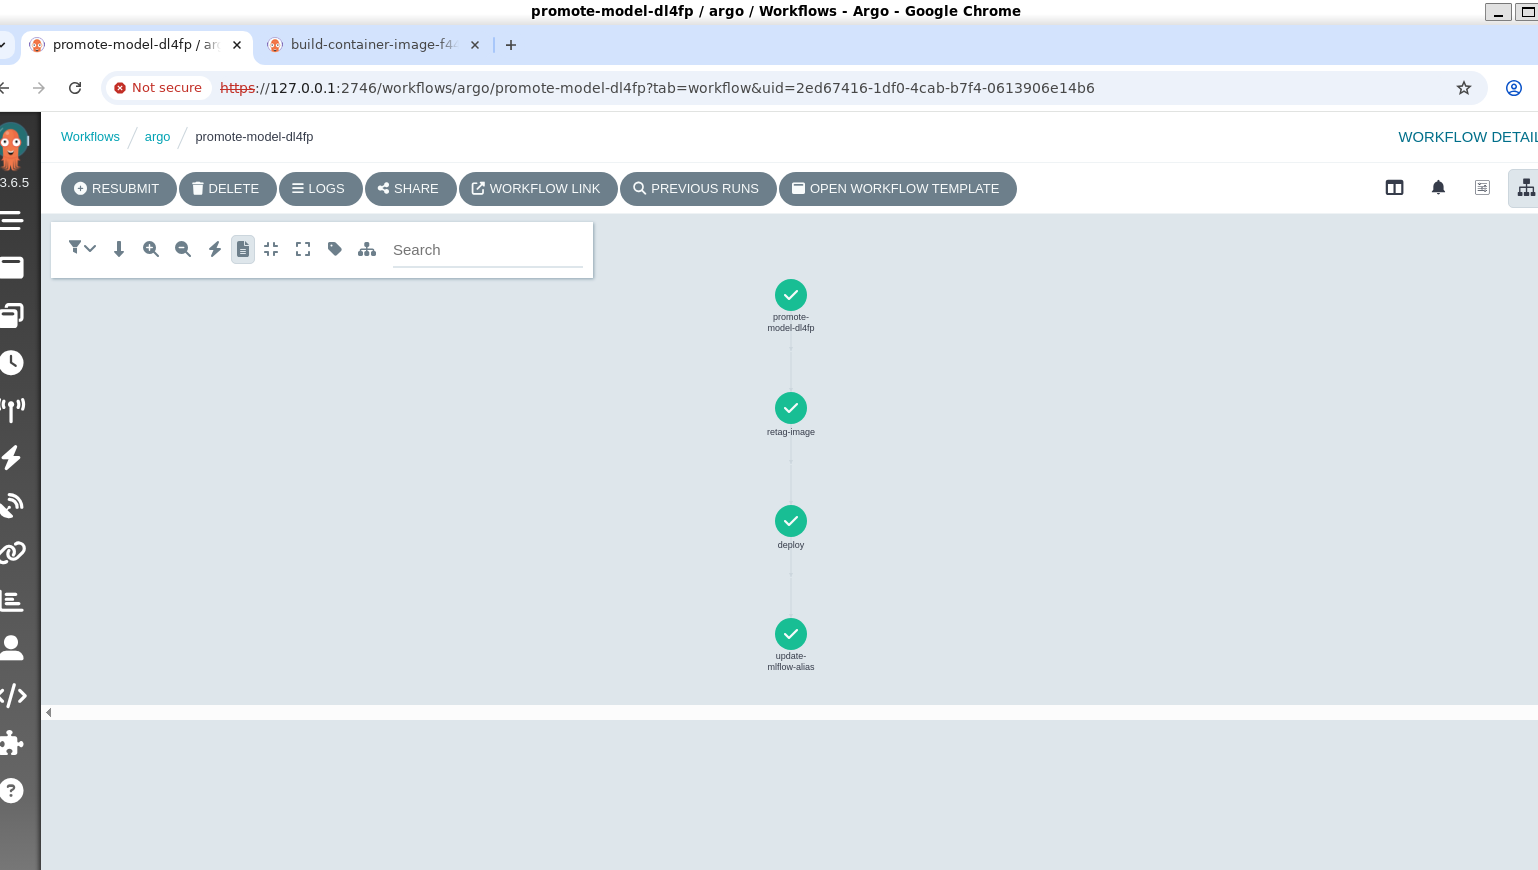 promote-model-dl4fp / argo / Workflows - Argo - Google Chrome
promote-model-dl4fp / ar
build-container-image-f44
Not secure
https://127.0.0.1:2746/workflows/argo/promote-model-dl4fp?tab=workflow&uid=2ed67416-1df0-4cab-b7f4-0613906e14b6
Workflows / argo / promote-model-dl4fp
WORKFLOW DETAIL
3.6.5
RESUBMIT DELETE LOGS SHARE WORKFLOW LINK PREVIOUS RUNS OPEN WORKFLOW TEMPLATE
Search
promote-
model-dl4fp
retag-image
deploy
update-
mlflow-alias